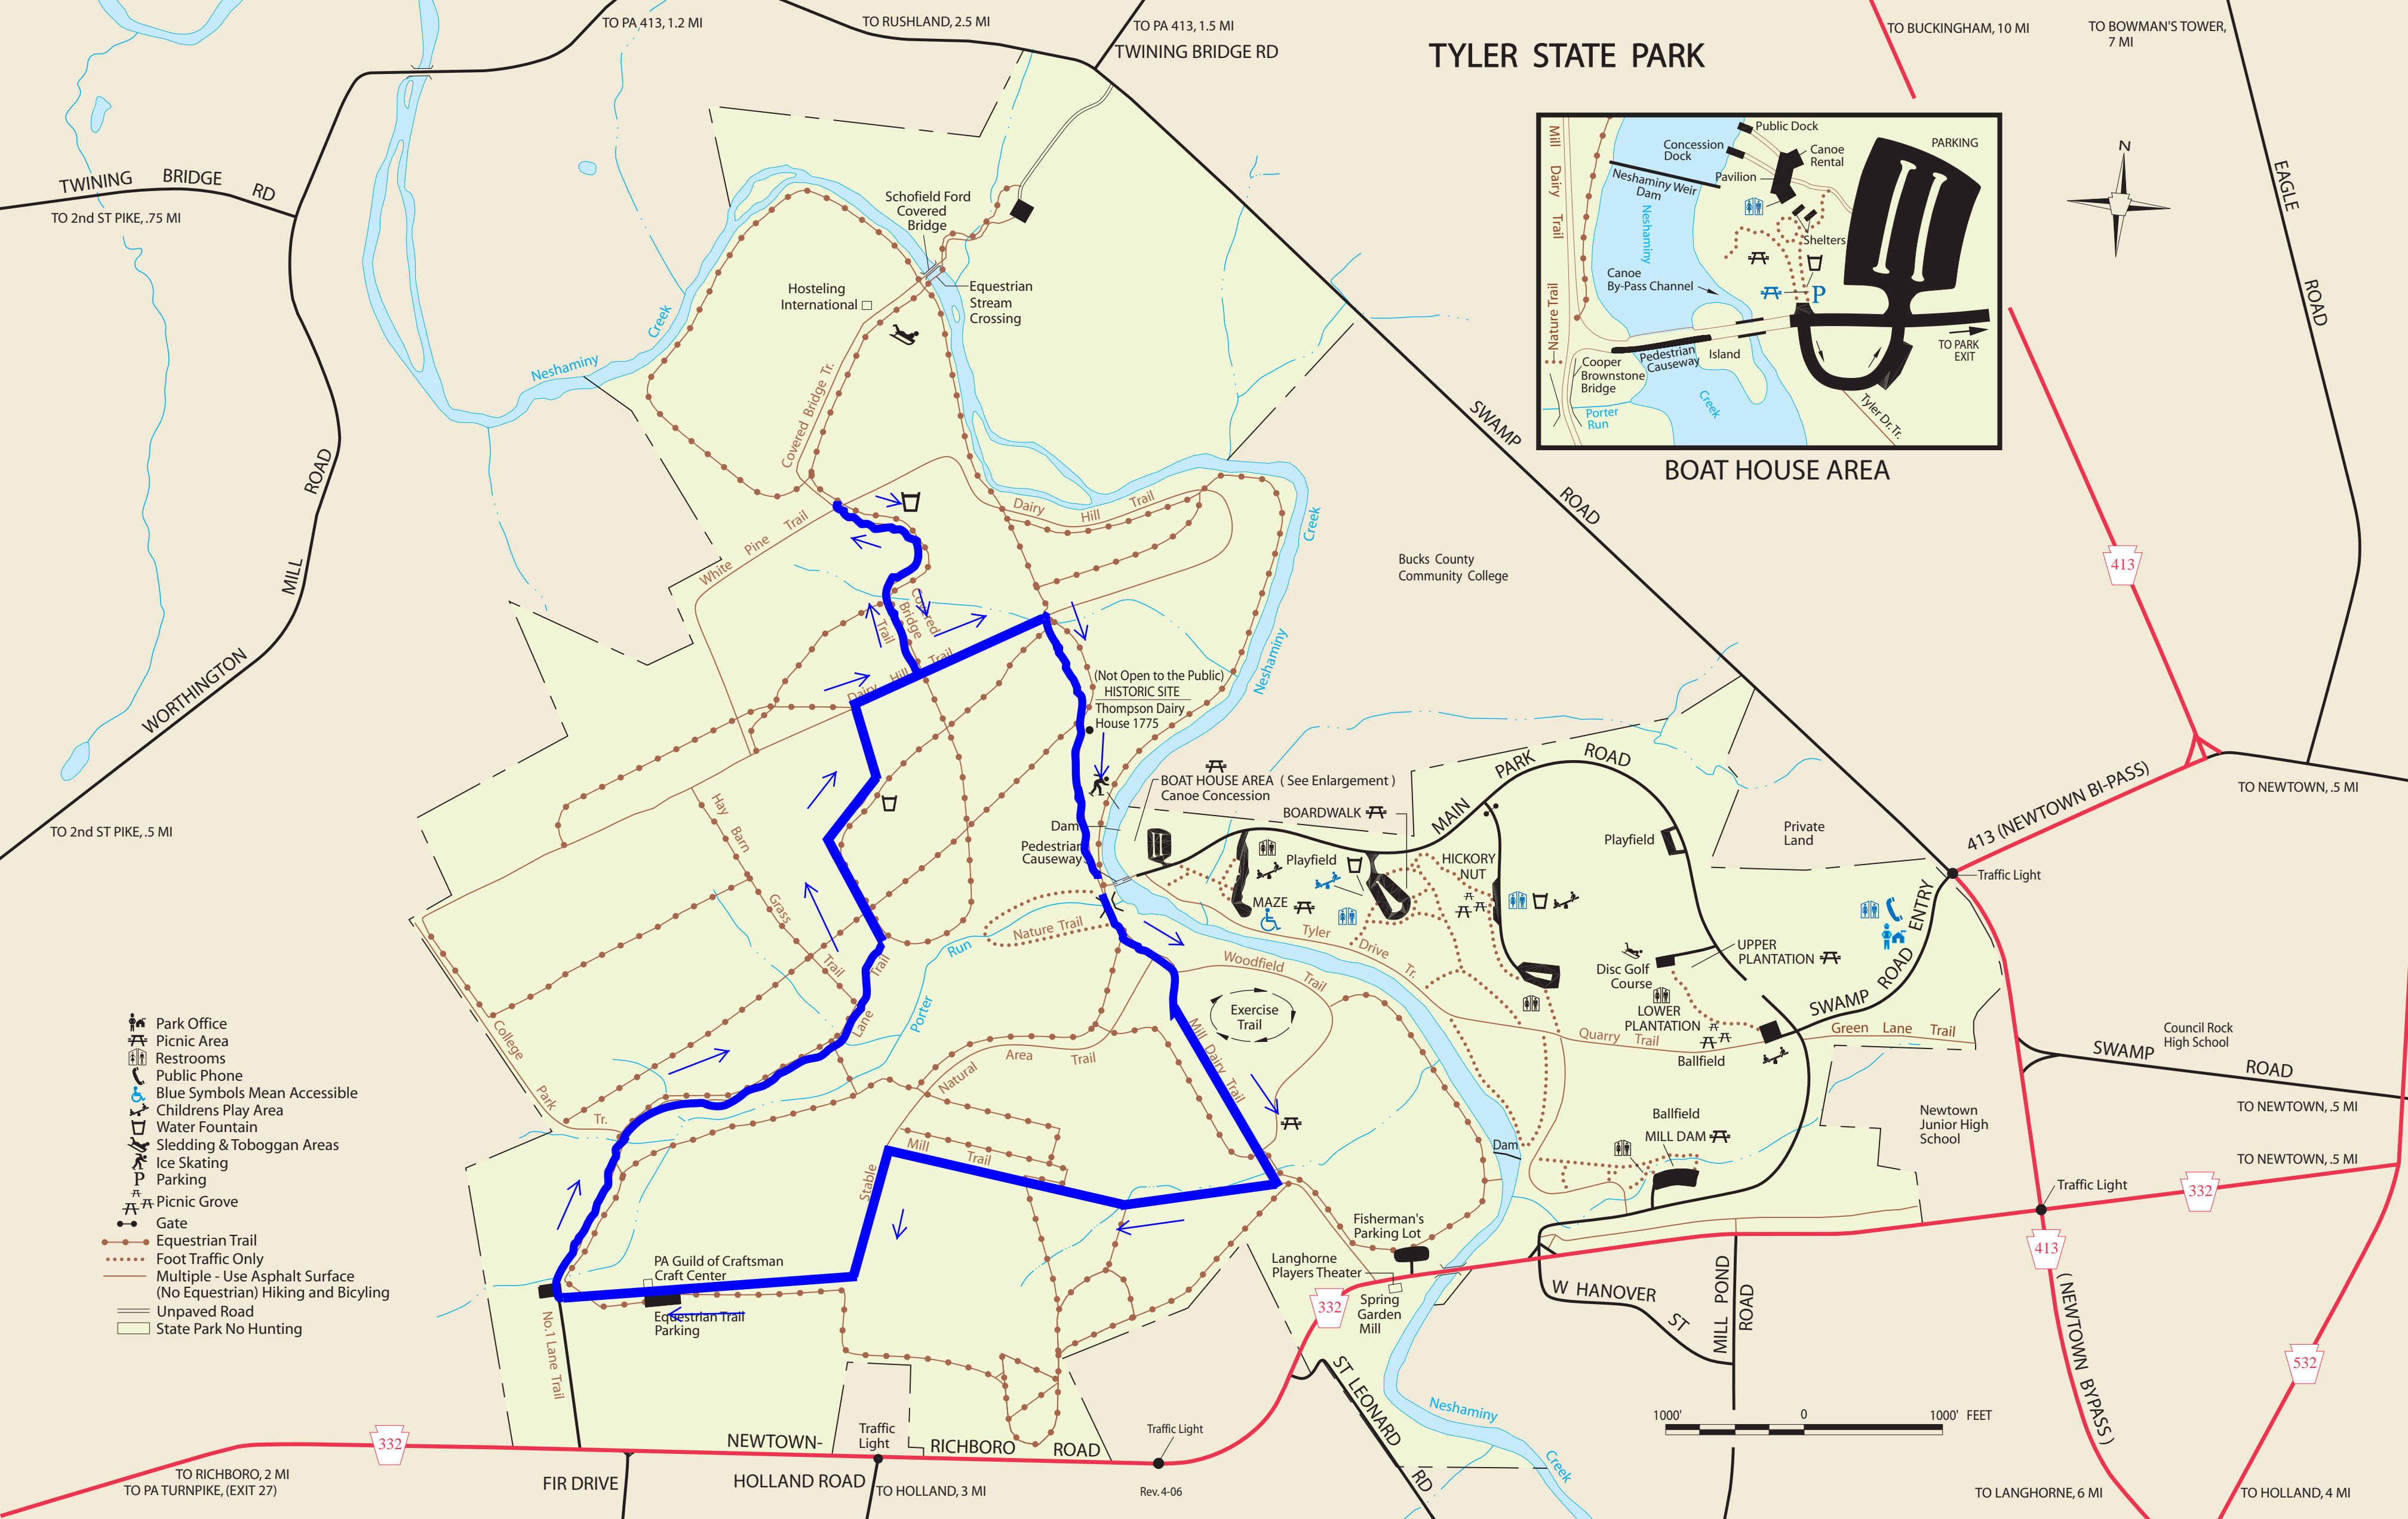 TYLER STATE PARK
TO PA 413, 1.2 MI
TO RUSHLAND, 2.5 MI
TO PA 413, 1.5 MI
TWINING BRIDGE RD
TO BUCKINGHAM, 10 MI
TO BOWMAN'S TOWER,
7 MI
TWINING BRIDGE RD
TO 2nd ST PIKE, .75 MI
EAGLE ROAD
N
Public Dock
Concession
Dock
Canoe
Rental
PARKING
Pavilion
Neshaminy Weir
Dam
Mill Dairy Trail
Neshaminy
Shelters
Canoe
By-Pass Channel
P
Nature Trail
TO PARK
EXIT
Island
Pedestrian
Causeway
Cooper
Brownstone
Bridge
Porter
Run
Creek
Tyler Dr. Tr.
BOAT HOUSE AREA
Schofield Ford
Covered
Bridge
Hosteling
International
Equestrian
Stream
Crossing
Neshaminy
Creek
Covered Bridge Tr.
SWAMP ROAD
MILL ROAD
WORTHINGTON
TO 2nd ST PIKE, .5 MI
White Pine Trail
Dairy Hill Trail
Creek
Bucks County
Community College
413
Covered
Bridge
Trail
Dairy Hill Trail
Neshaminy
(Not Open to the Public)
HISTORIC SITE
Thompson Dairy
House 1775
BOAT HOUSE AREA ( See Enlargement )
Canoe Concession
BOARDWALK
MAIN PARK ROAD
Dam
Pedestrian
Causeway
Playfield
HICKORY
NUT
MAZE
Playfield
Private
Land
413 (NEWTOWN BI-PASS)
TO NEWTOWN, .5 MI
Traffic Light
Hay Barn
Grass Trail
Lane Trail
Nature Trail
Porter Run
Woodfield Trail
Tyler Drive Tr.
Exercise
Trail
Mill Dairy Trail
Natural Area Trail
College Park Tr.
Disc Golf
Course
UPPER
PLANTATION
LOWER
PLANTATION
Quarry Trail
Ballfield
SWAMP ROAD ENTRY
Green Lane Trail
Council Rock
High School
SWAMP ROAD
TO NEWTOWN, .5 MI
Newtown
Junior High
School
TO NEWTOWN, .5 MI
Ballfield
MILL DAM
Dam
Traffic Light
332
413
Park Office
Picnic Area
Restrooms
Public Phone
Blue Symbols Mean Accessible
Childrens Play Area
Water Fountain
Sledding & Toboggan Areas
Ice Skating
P Parking
Picnic Grove
Gate
Equestrian Trail
Foot Traffic Only
Multiple - Use Asphalt Surface
(No Equestrian) Hiking and Bicyling
Unpaved Road
State Park No Hunting
Stable Mill Trail
PA Guild of Craftsman
Craft Center
Equestrian Trail
Parking
No.1 Lane Trail
Fisherman's
Parking Lot
Langhorne
Players Theater
332
Spring
Garden
Mill
W HANOVER ST
MILL POND
ROAD
(NEWTOWN BYPASS)
532
ST LEONARD RD
Neshaminy
Creek
1000' 0 1000' FEET
332
Traffic
Light
NEWTOWN-
RICHBORO ROAD
Traffic Light
TO RICHBORO, 2 MI
TO PA TURNPIKE, (EXIT 27)
FIR DRIVE
HOLLAND ROAD
TO HOLLAND, 3 MI
Rev. 4-06
TO LANGHORNE, 6 MI
TO HOLLAND, 4 MI